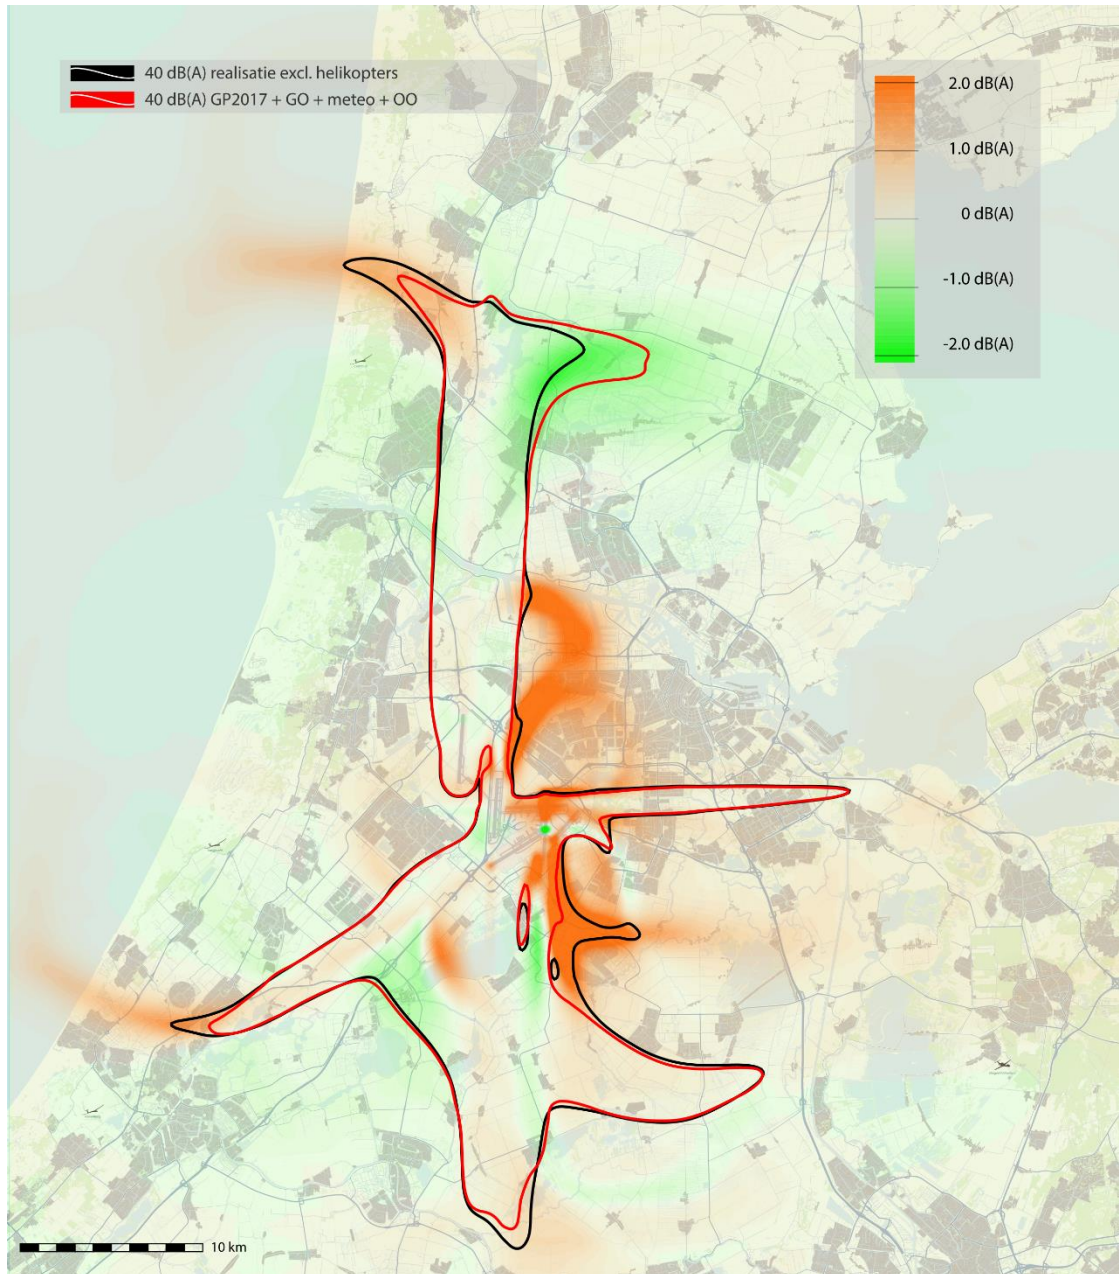 40 dB(A) realisatie excl. helikopters
40 dB(A) GP2017 + GO + meteo + OO
2.0 dB(A)
1.0 dB(A)
0 dB(A)
-1.0 dB(A)
-2.0 dB(A)
10 km